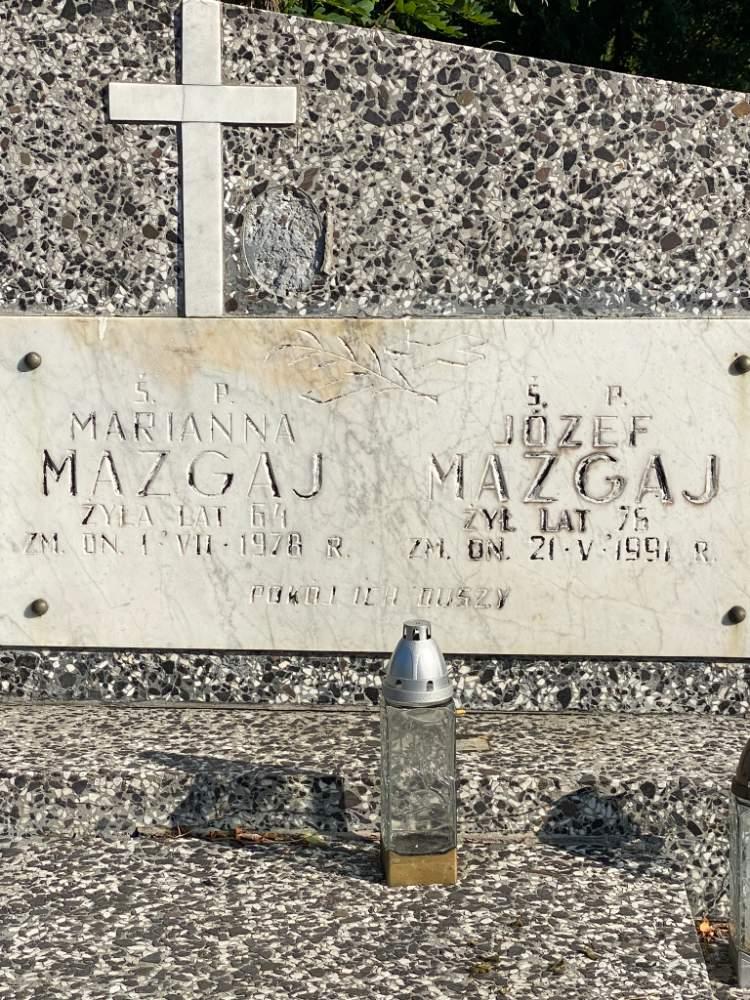 Ś. P.
MARIANNA
MAZGAJ
ŻYŁA LAT 64
ZM. DN. 1·VII·1978 R.
Ś. P.
JÓZEF
MAZGAJ
ŻYŁ LAT 76
ZM. DN. 21·V·1991 R.
POKÓJ ICH DUSZY